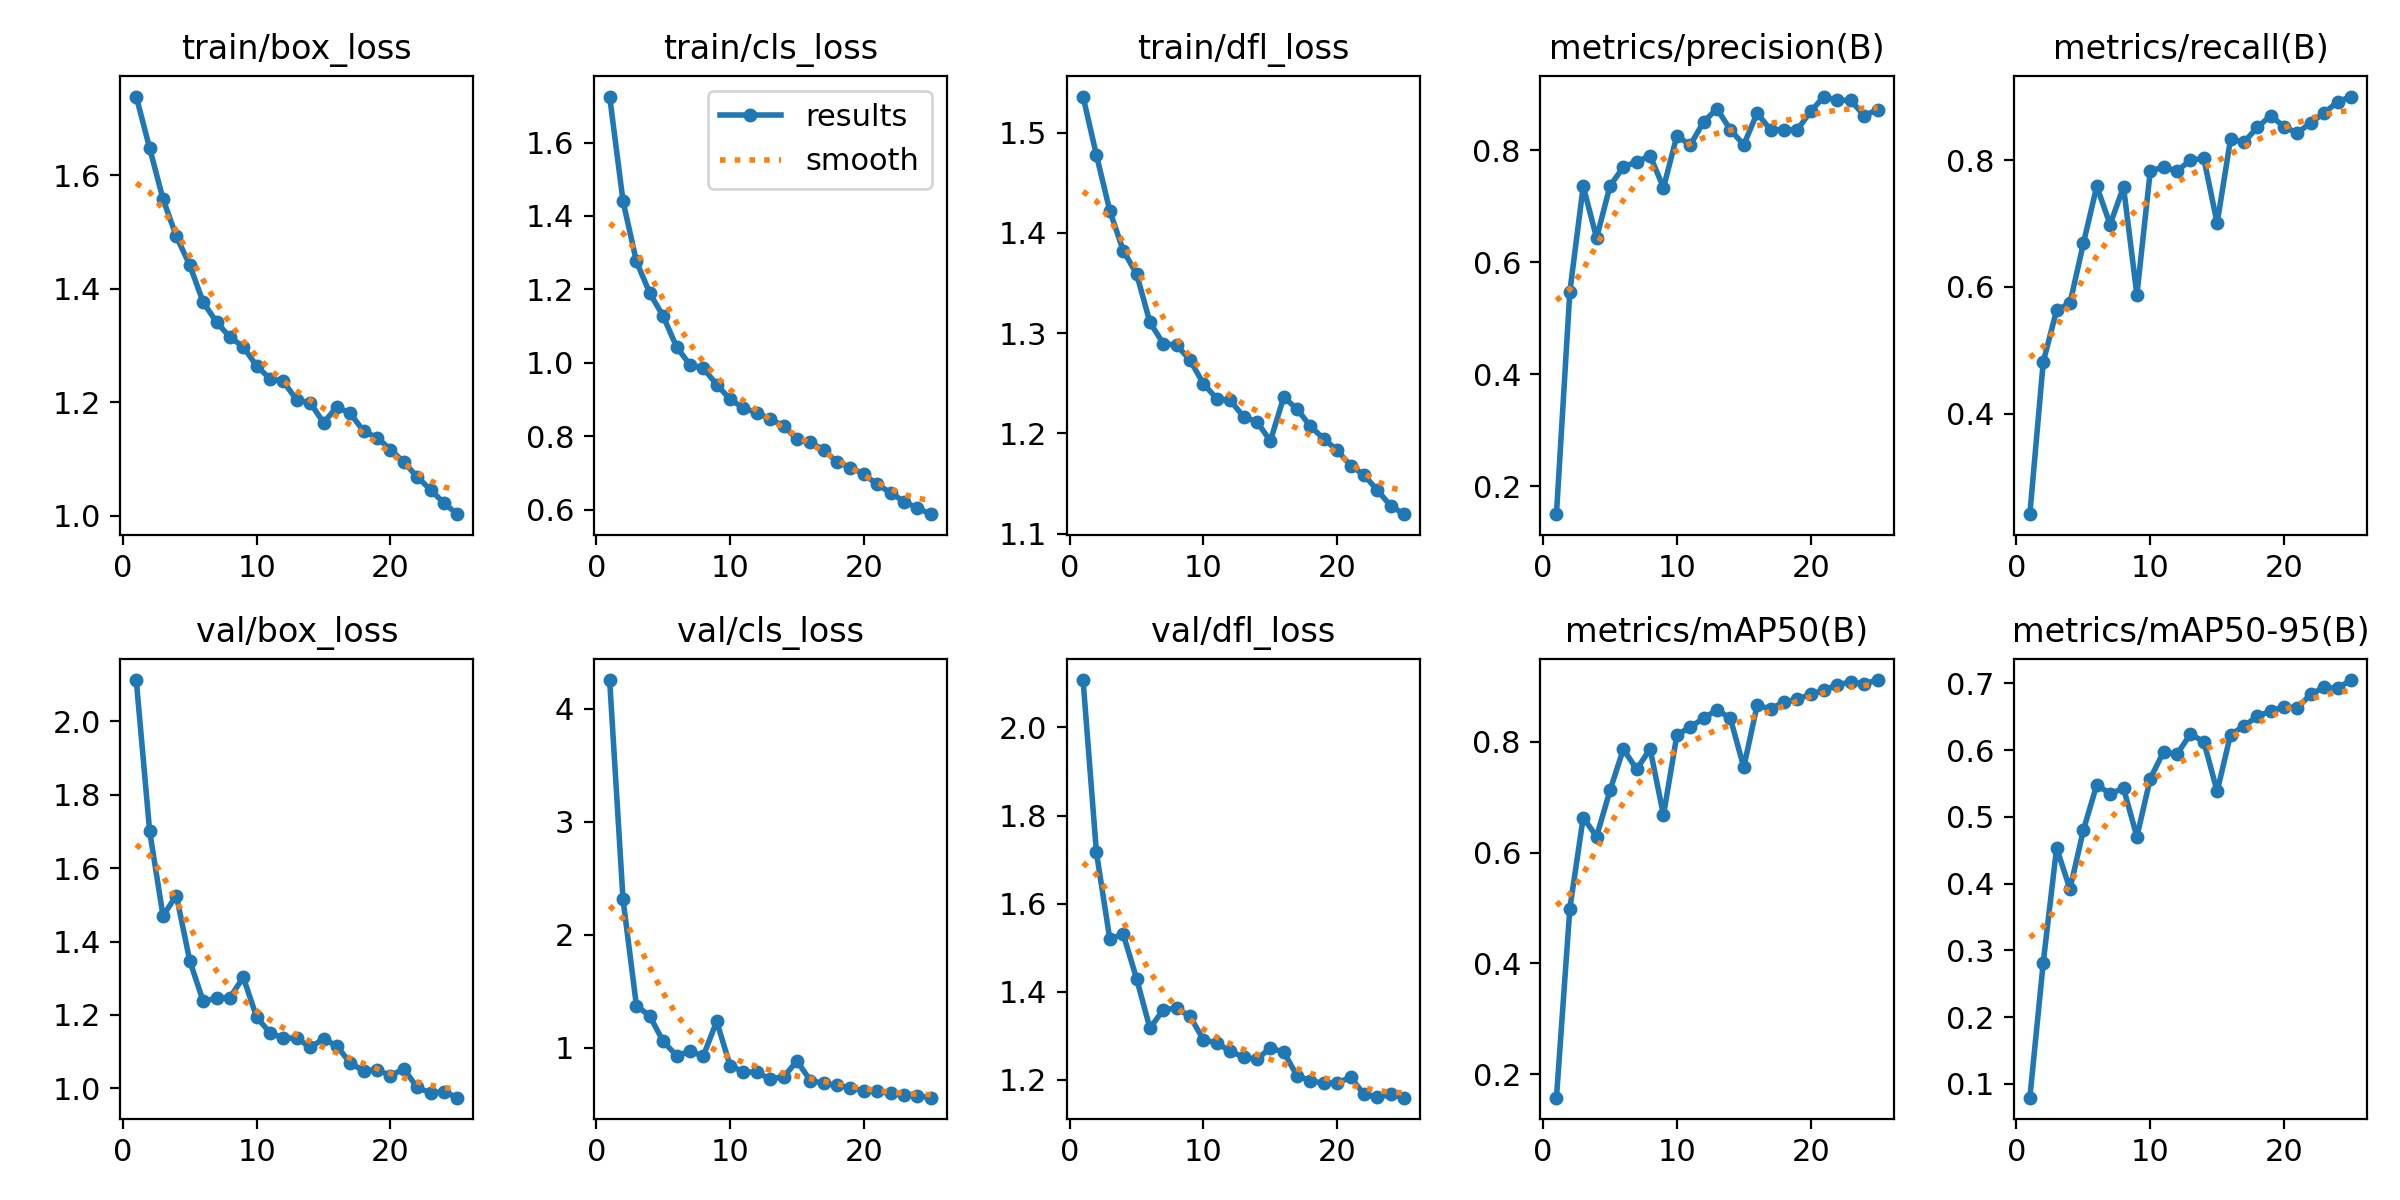 train/box_loss
1.6
1.4
1.2
1.0
0 10 20
train/cls_loss
results
smooth
1.6
1.4
1.2
1.0
0.8
0.6
0 10 20
train/dfl_loss
1.5
1.4
1.3
1.2
1.1
0 10 20
metrics/precision(B)
0.8
0.6
0.4
0.2
0 10 20
metrics/recall(B)
0.8
0.6
0.4
0 10 20
val/box_loss
2.0
1.8
1.6
1.4
1.2
1.0
0 10 20
val/cls_loss
4
3
2
1
0 10 20
val/dfl_loss
2.0
1.8
1.6
1.4
1.2
0 10 20
metrics/mAP50(B)
0.8
0.6
0.4
0.2
0 10 20
metrics/mAP50-95(B)
0.7
0.6
0.5
0.4
0.3
0.2
0.1
0 10 20